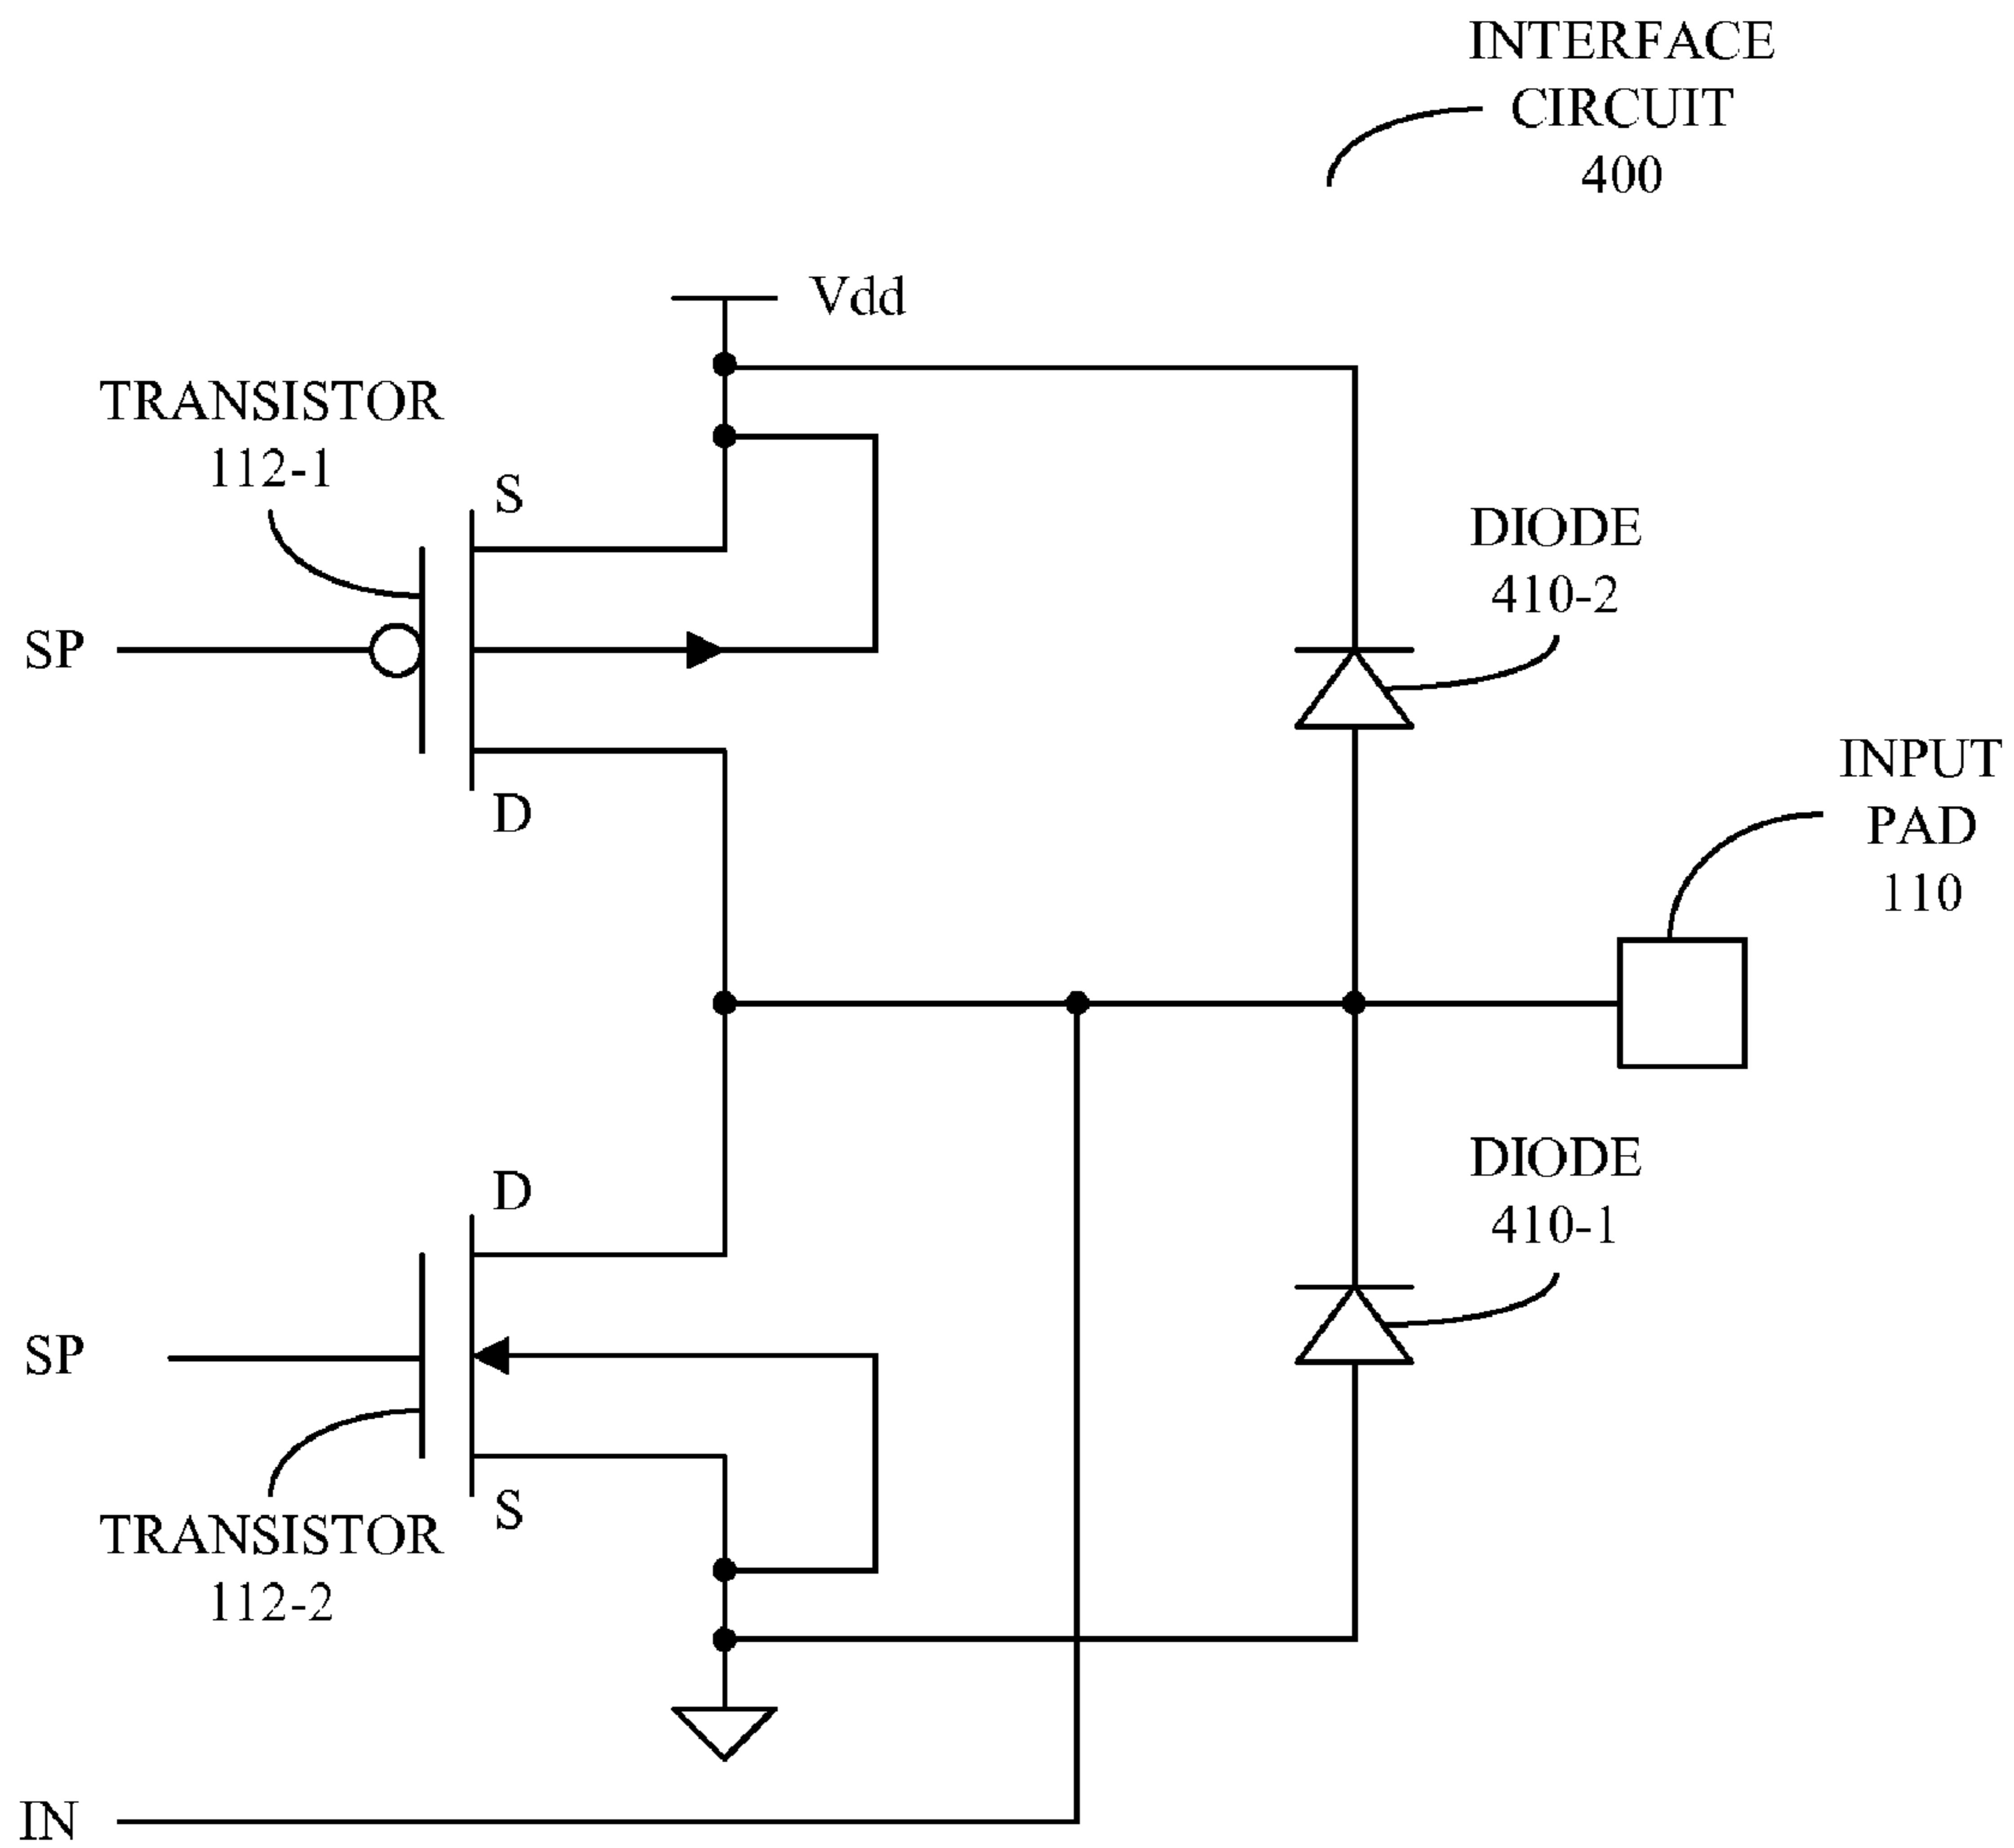 INTERFACE
CIRCUIT
400
Vdd
TRANSISTOR
112-1
S
DIODE
410-2
SP
INPUT
PAD
110
D
DIODE
410-1
D
SP
S
TRANSISTOR
112-2
IN